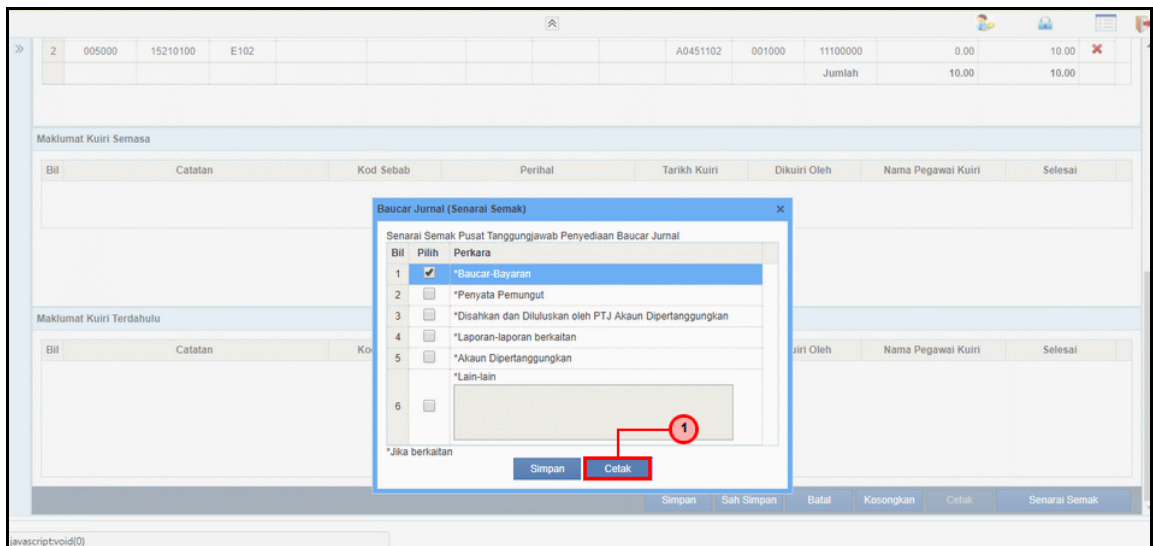 2 005000 15210100 E102 A0451102 001000 11100000 0.00 10.00
Jumlah 10.00 10.00
Maklumat Kuiri Semasa
Bil Catatan Kod Sebab Perihal Tarikh Kuiri Dikuiri Oleh Nama Pegawai Kuiri Selesai
Baucar Jurnal (Senarai Semak)
Senarai Semak Pusat Tanggungjawab Penyediaan Baucar Jurnal
Bil Pilih Perkara
1 *Baucar-Bayaran
2 *Penyata Pemungut
3 *Disahkan dan Diluluskan oleh PTJ Akaun Dipertanggungkan
4 *Laporan-laporan berkaitan
5 *Akaun Dipertanggungkan
*Lain-lain
6
1
*Jika berkaitan
Simpan Cetak
Maklumat Kuiri Terdahulu
Bil Catatan Ko uiri Oleh Nama Pegawai Kuiri Selesai
Simpan Sah Simpan Batal Kosongkan Cetak Senarai Semak
javascript:void(0)